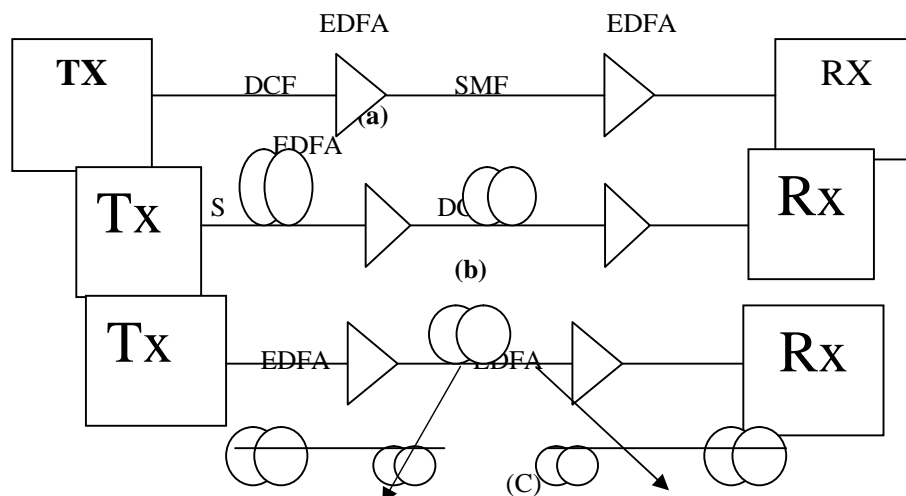 EDFA EDFA
TX DCF SMF RX
(a)
EDFA
Tx S DC Rx
(b)
Tx EDFA EDFA Rx
(C)